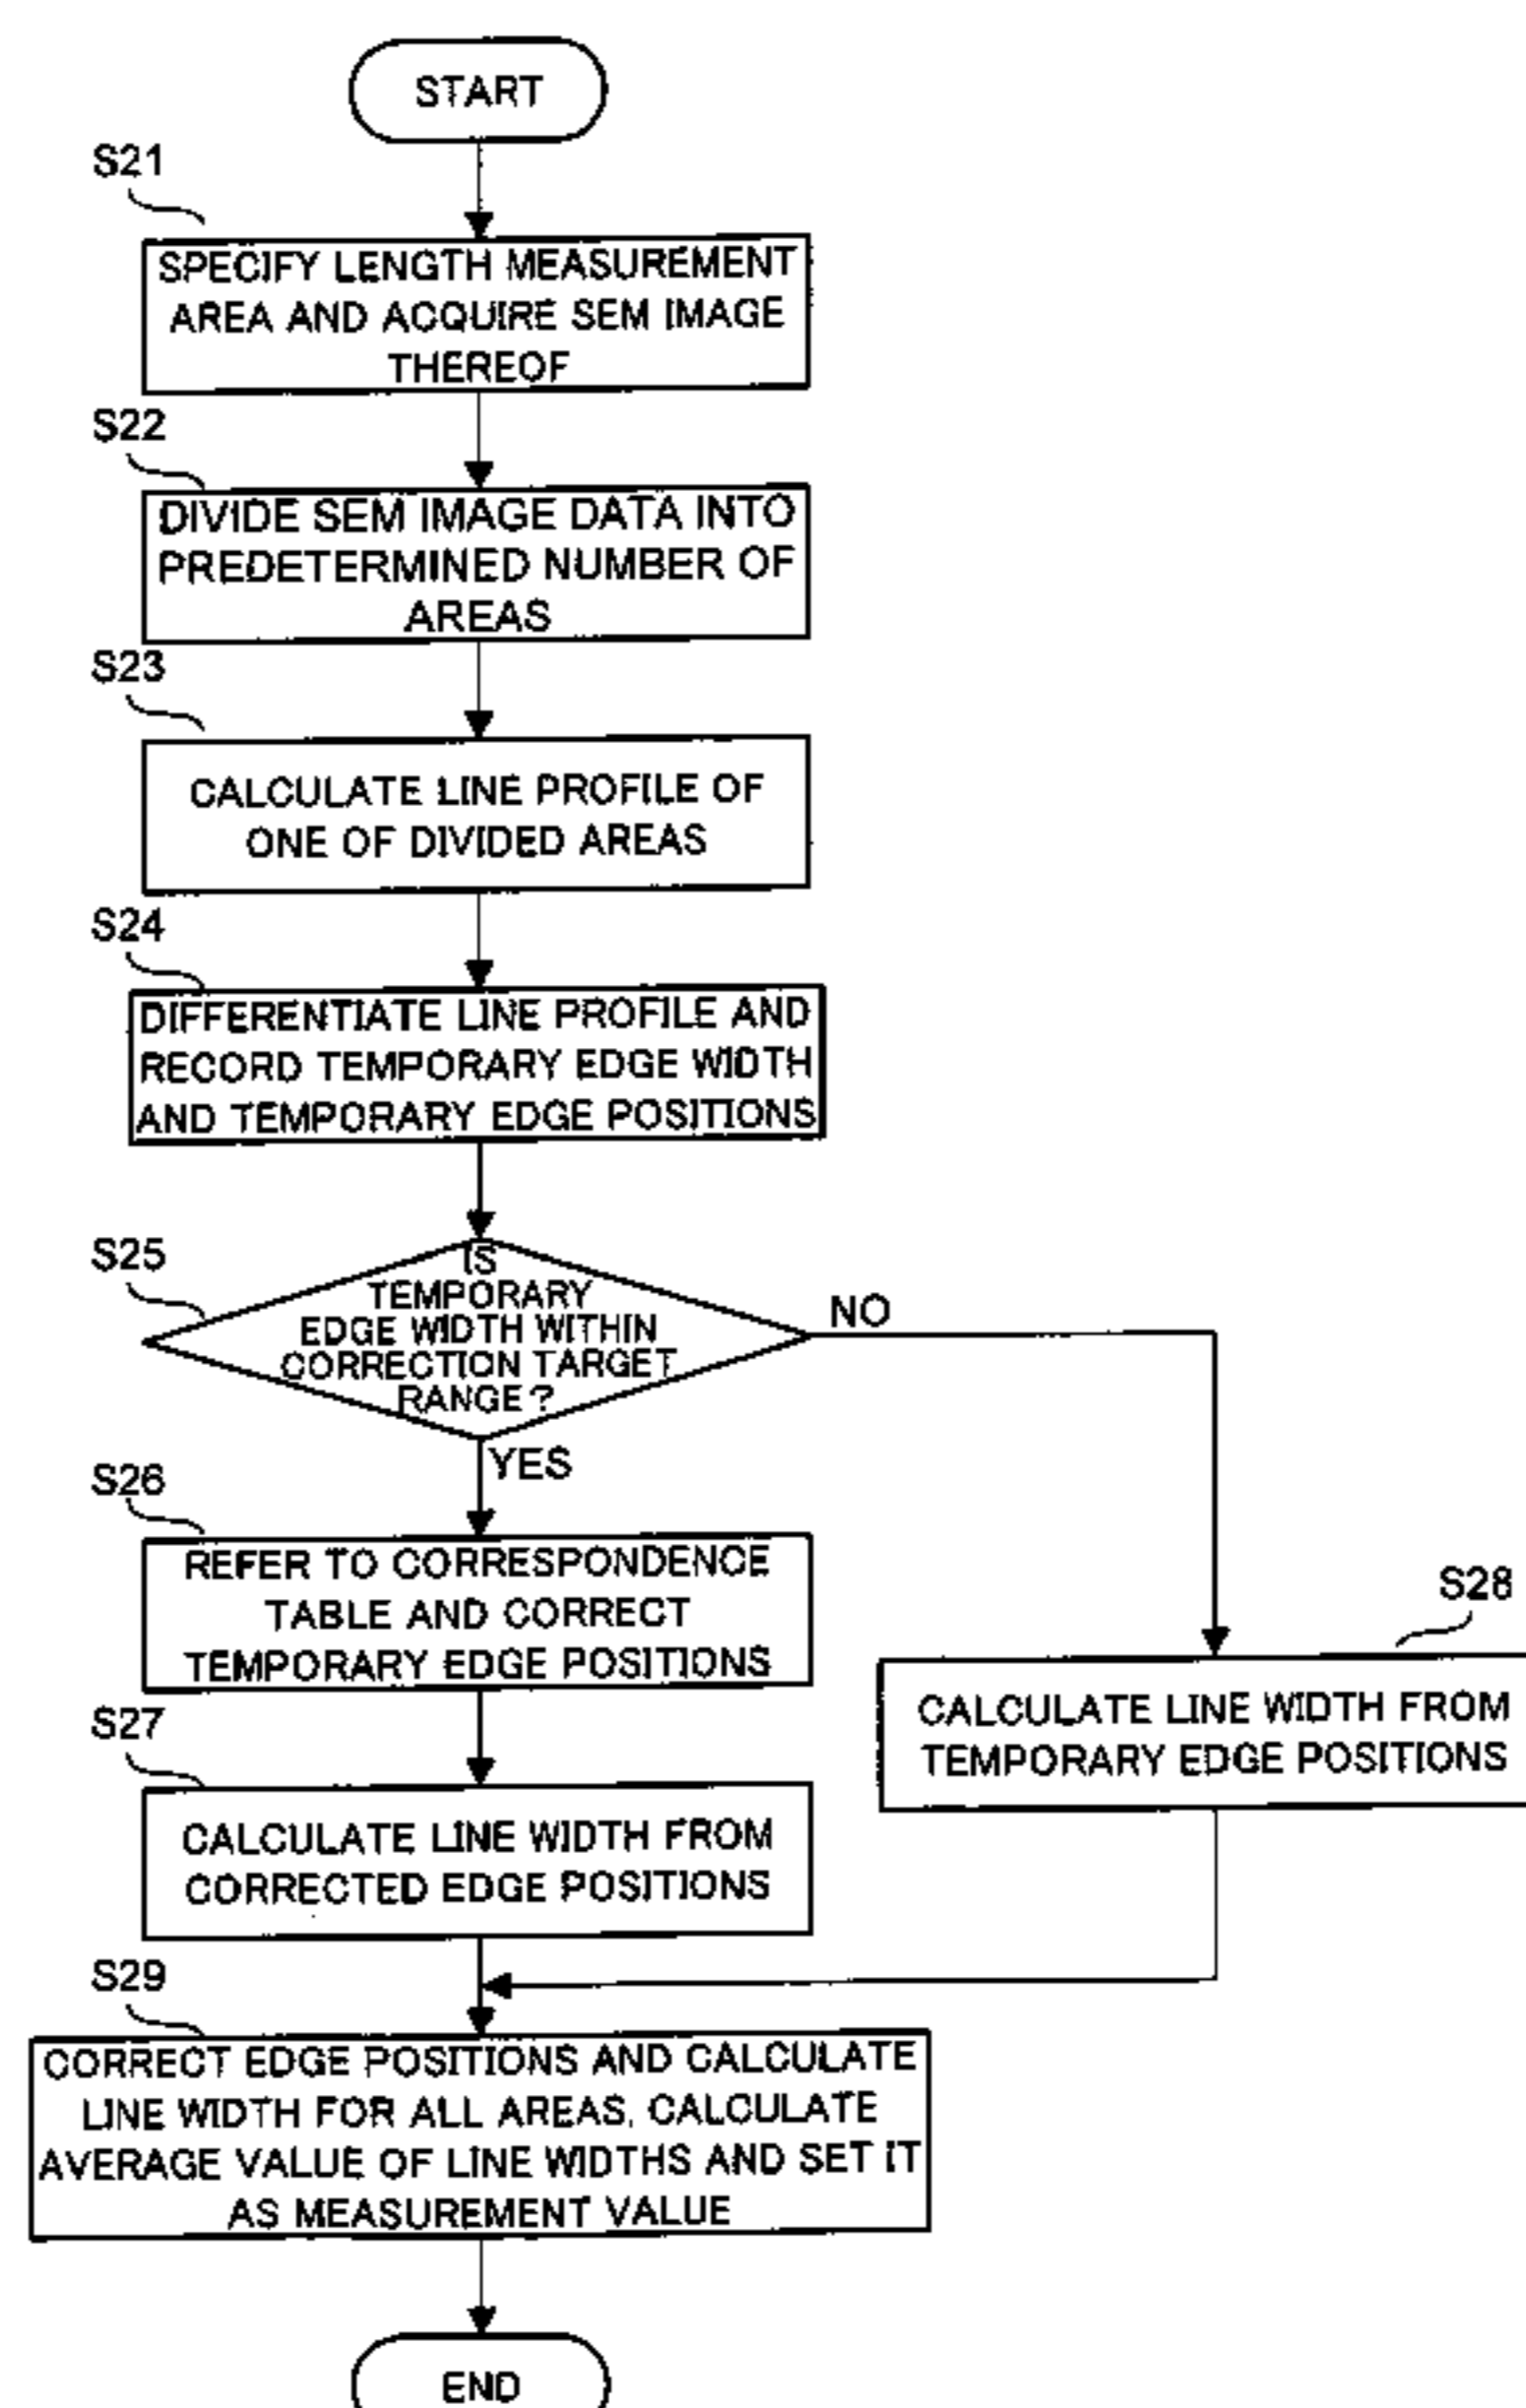 START
S21
SPECIFY LENGTH MEASUREMENT
AREA AND ACQUIRE SEM IMAGE
THEREOF
S22
DIVIDE SEM IMAGE DATA INTO
PREDETERMINED NUMBER OF
AREAS
S23
CALCULATE LINE PROFILE OF
ONE OF DIVIDED AREAS
S24
DIFFERENTIATE LINE PROFILE AND
RECORD TEMPORARY EDGE WIDTH
AND TEMPORARY EDGE POSITIONS
S25
IS
TEMPORARY
EDGE WIDTH WITHIN
CORRECTION TARGET
RANGE?
NO
YES
S26
REFER TO CORRESPONDENCE
TABLE AND CORRECT
TEMPORARY EDGE POSITIONS
S28
CALCULATE LINE WIDTH FROM
TEMPORARY EDGE POSITIONS
S27
CALCULATE LINE WIDTH FROM
CORRECTED EDGE POSITIONS
S29
CORRECT EDGE POSITIONS AND CALCULATE
LINE WIDTH FOR ALL AREAS, CALCULATE
AVERAGE VALUE OF LINE WIDTHS AND SET IT
AS MEASUREMENT VALUE
END